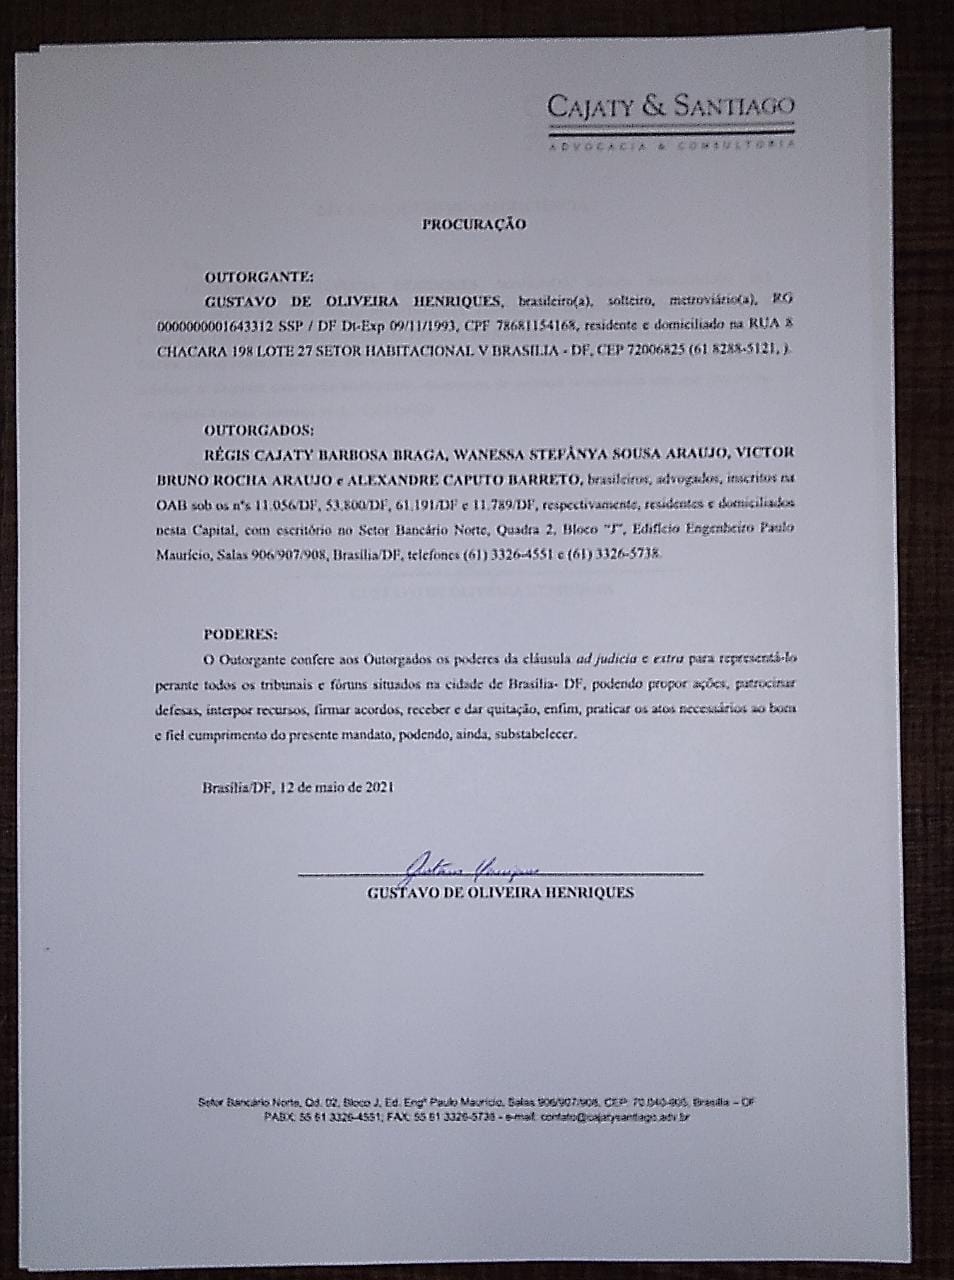 CAJATY & SANTIAGO
ADVOCACIA & CONSULTORIA
PROCURAÇÃO
OUTORGANTE:
GUSTAVO DE OLIVEIRA HENRIQUES, brasileiro(a), solteiro, metroviário(a), RG
0000000001643312 SSP / DF Dt-Exp 09/11/1993, CPF 78681154168, residente e domiciliado na RUA 8
CHACARA 198 LOTE 27 SETOR HABITACIONAL V BRASILIA - DF, CEP 72006825 (61 8288-5121, ).
OUTORGADOS:
RÉGIS CAJATY BARBOSA BRAGA, WANESSA STEFÂNYA SOUSA ARAUJO, VICTOR
BRUNO ROCHA ARAUJO e ALEXANDRE CAPUTO BARRETO, brasileiros, advogados, inscritos na
OAB sob os nºs 11.056/DF, 53.800/DF, 61.191/DF e 11.789/DF, respectivamente, residentes e domiciliados
nesta Capital, com escritório no Setor Bancário Norte, Quadra 2, Bloco "J", Edifício Engenheiro Paulo
Maurício, Salas 906/907/908, Brasília/DF, telefones (61) 3326-4551 e (61) 3326-5738.
PODERES:
O Outorgante confere aos Outorgados os poderes da cláusula ad judicia e extra para representá-lo
perante todos os tribunais e fóruns situados na cidade de Brasília- DF, podendo propor ações, patrocinar
defesas, interpor recursos, firmar acordos, receber e dar quitação, enfim, praticar os atos necessários ao bom
e fiel cumprimento do presente mandato, podendo, ainda, substabelecer.
Brasília/DF, 12 de maio de 2021
Gustavo Henriques
GUSTAVO DE OLIVEIRA HENRIQUES
Setor Bancário Norte, Qd. 02, Bloco J, Ed. Engº Paulo Maurício, Salas 906/907/908, CEP: 70.040-905, Brasília – DF
PABX: 55 61 3326-4551; FAX: 55 61 3326-5738 - e-mail: contato@cajatysantiago.adv.br